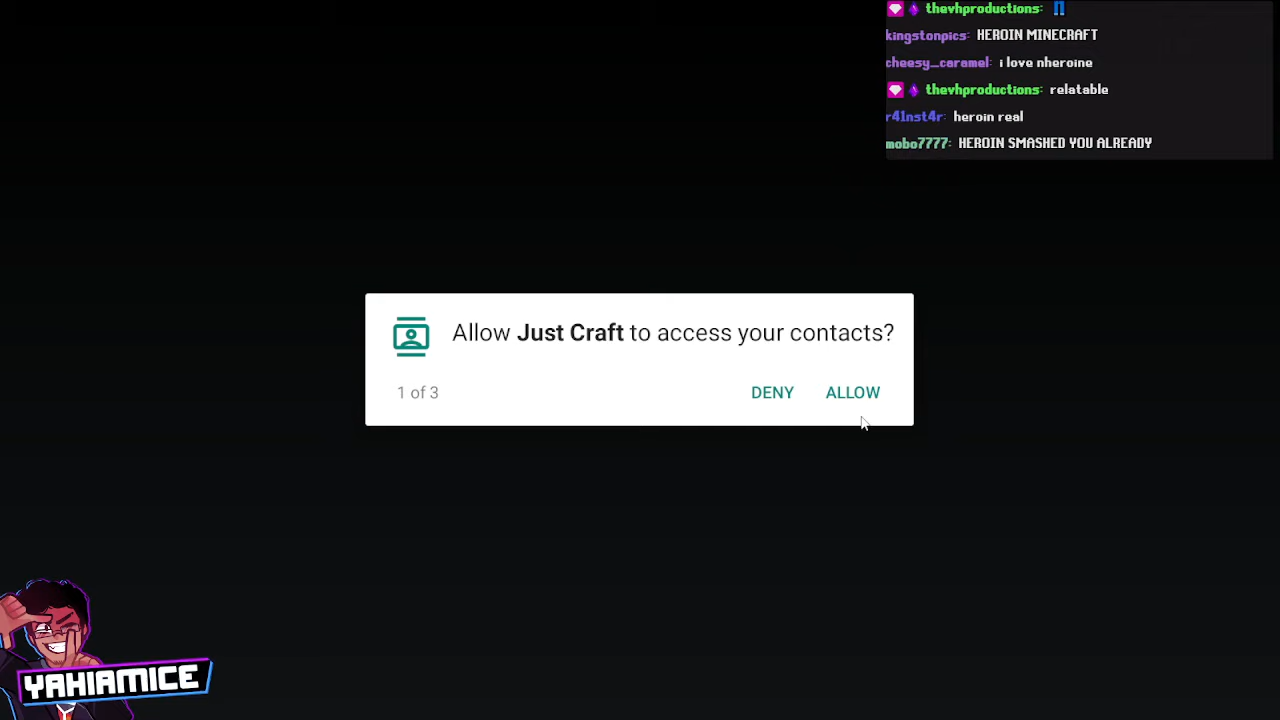 thevhproductions: ‼
kingstonpics: HEROIN MINECRAFT
cheesy_caramel: i love nheroine
thevhproductions: relatable
r41nst4r: heroin real
mobo7777: HEROIN SMASHED YOU ALREADY
Allow Just Craft to access your contacts?
1 of 3
DENY
ALLOW
YAHIAMICE